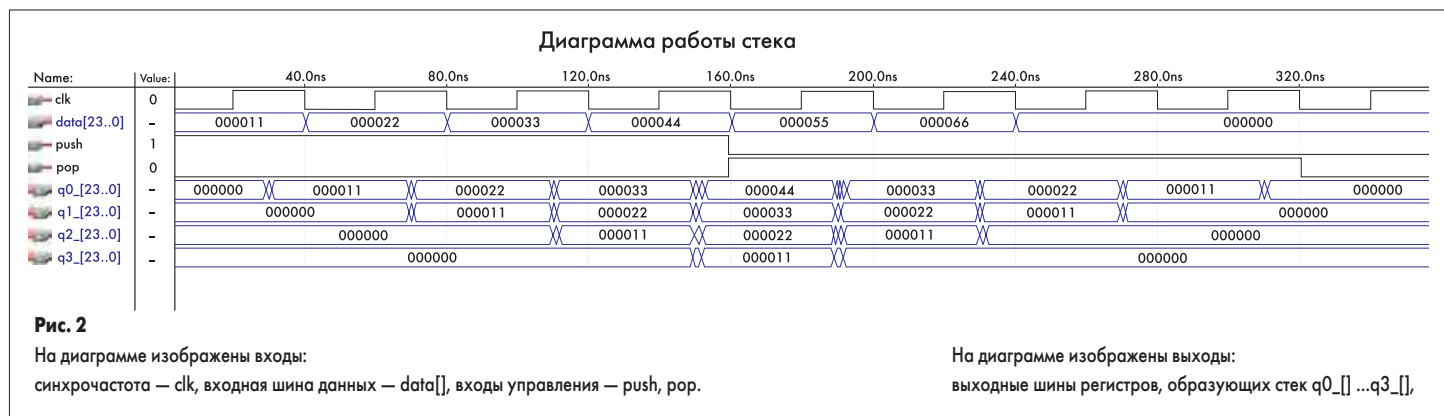 Диаграмма работы стека
Name: Value: 40.0ns 80.0ns 120.0ns 160.0ns 200.0ns 240.0ns 280.0ns 320.0ns
clk 0
data[23..0] - 000011 000022 000033 000044 000055 000066 000000
push 1
pop 0
q0_[23..0] - 000000 000011 000022 000033 000044 000033 000022 000011 000000
q1_[23..0] - 000000 000011 000022 000033 000022 000011 000000
q2_[23..0] - 000000 000011 000022 000011 000000
q3_[23..0] - 000000 000011 000000
Рис. 2
На диаграмме изображены входы:
синхрочастота — clk, входная шина данных — data[], входы управления — push, pop.
На диаграмме изображены выходы:
выходные шины регистров, образующих стек q0_[] ...q3_[],